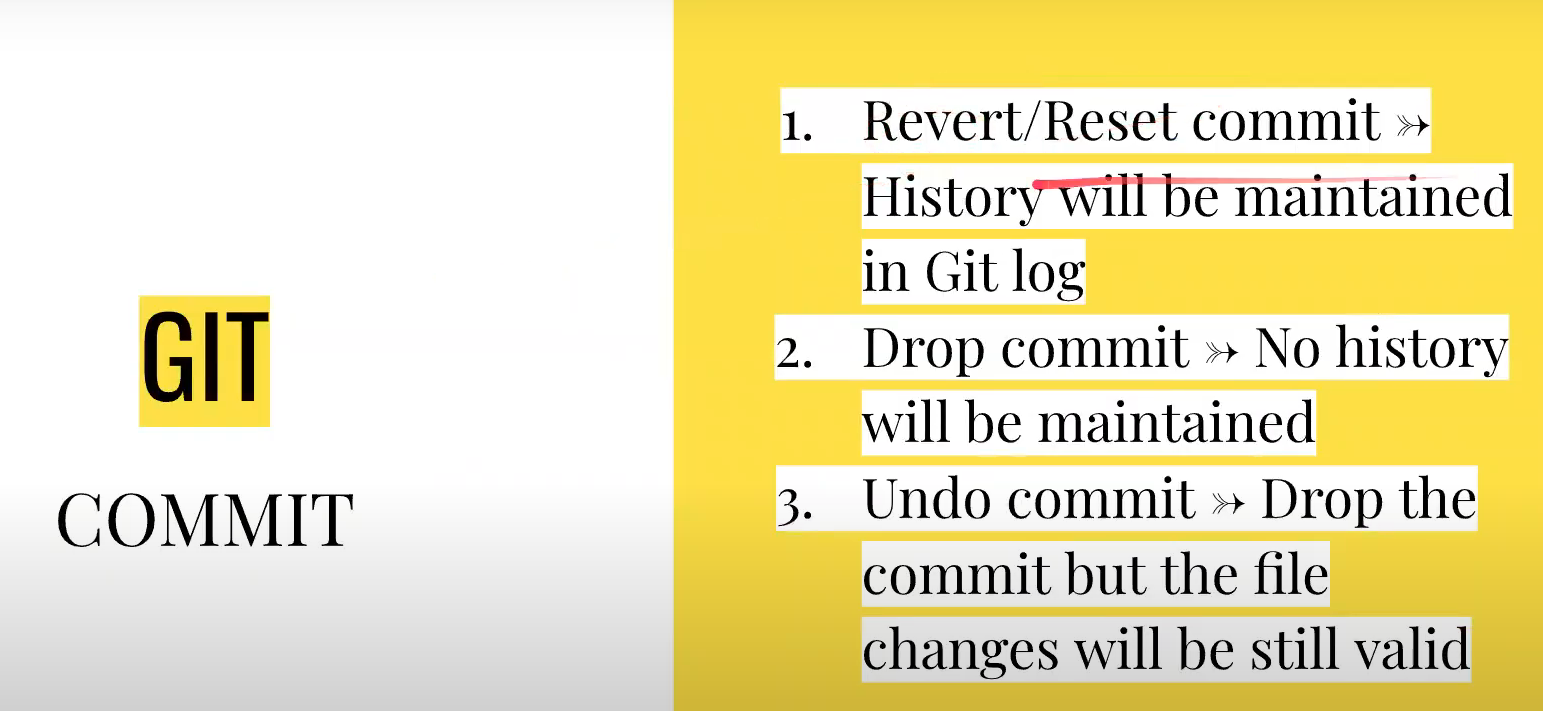 GIT
COMMIT
1. Revert/Reset commit ➳
History will be maintained
in Git log
2. Drop commit ➳ No history
will be maintained
3. Undo commit ➳ Drop the
commit but the file
changes will be still valid